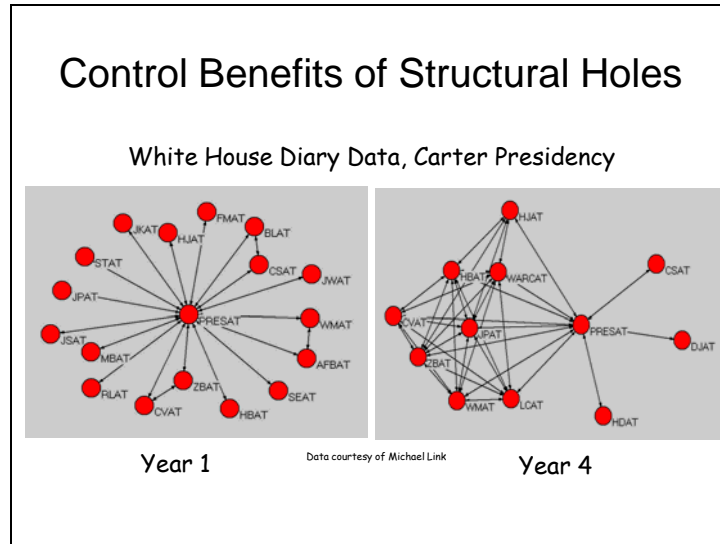 Control Benefits of Structural Holes
White House Diary Data, Carter Presidency
FMAT
JKAT
HJAT
BLAT
STAT
CSAT
JWAT
JPAT
PRESAT
WMAT
JSAT
MBAT
AFBAT
RLAT
ZBAT
SEAT
CVAT
HBAT
HJAT
HBAT
WARCAT
CSAT
CVAT
JPAT
PRESAT
DJAT
ZBAT
WMAT
LCAT
HDAT
Year 1
Data courtesy of Michael Link
Year 4